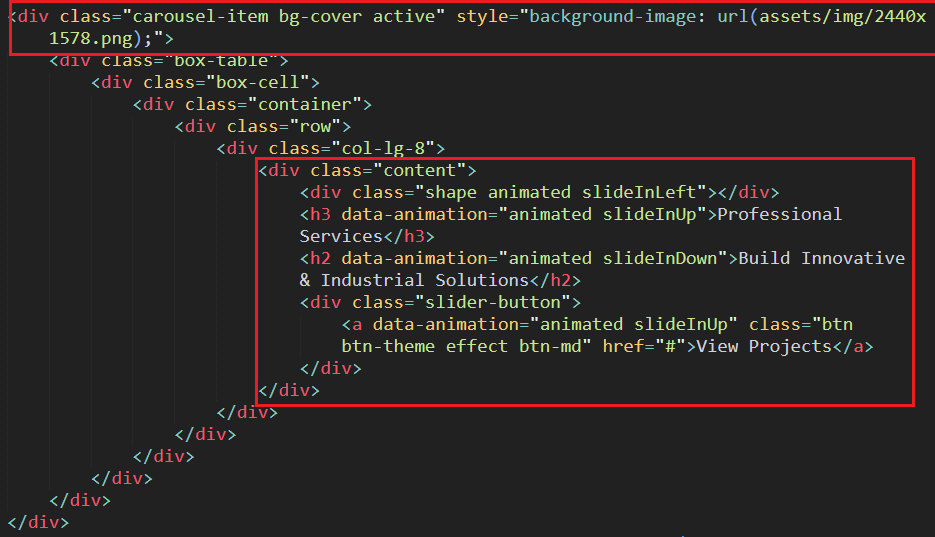 <div class="carousel-item bg-cover active" style="background-image: url(assets/img/2440x
1578.png);">
<div class="box-table">
<div class="box-cell">
<div class="container">
<div class="row">
<div class="col-lg-8">
<div class="content">
<div class="shape animated slideInLeft"></div>
<h3 data-animation="animated slideInUp">Professional
Services</h3>
<h2 data-animation="animated slideInDown">Build Innovative
& Industrial Solutions</h2>
<div class="slider-button">
<a data-animation="animated slideInUp" class="btn
btn-theme effect btn-md" href="#">View Projects</a>
</div>
</div>
</div>
</div>
</div>
</div>
</div>
</div>